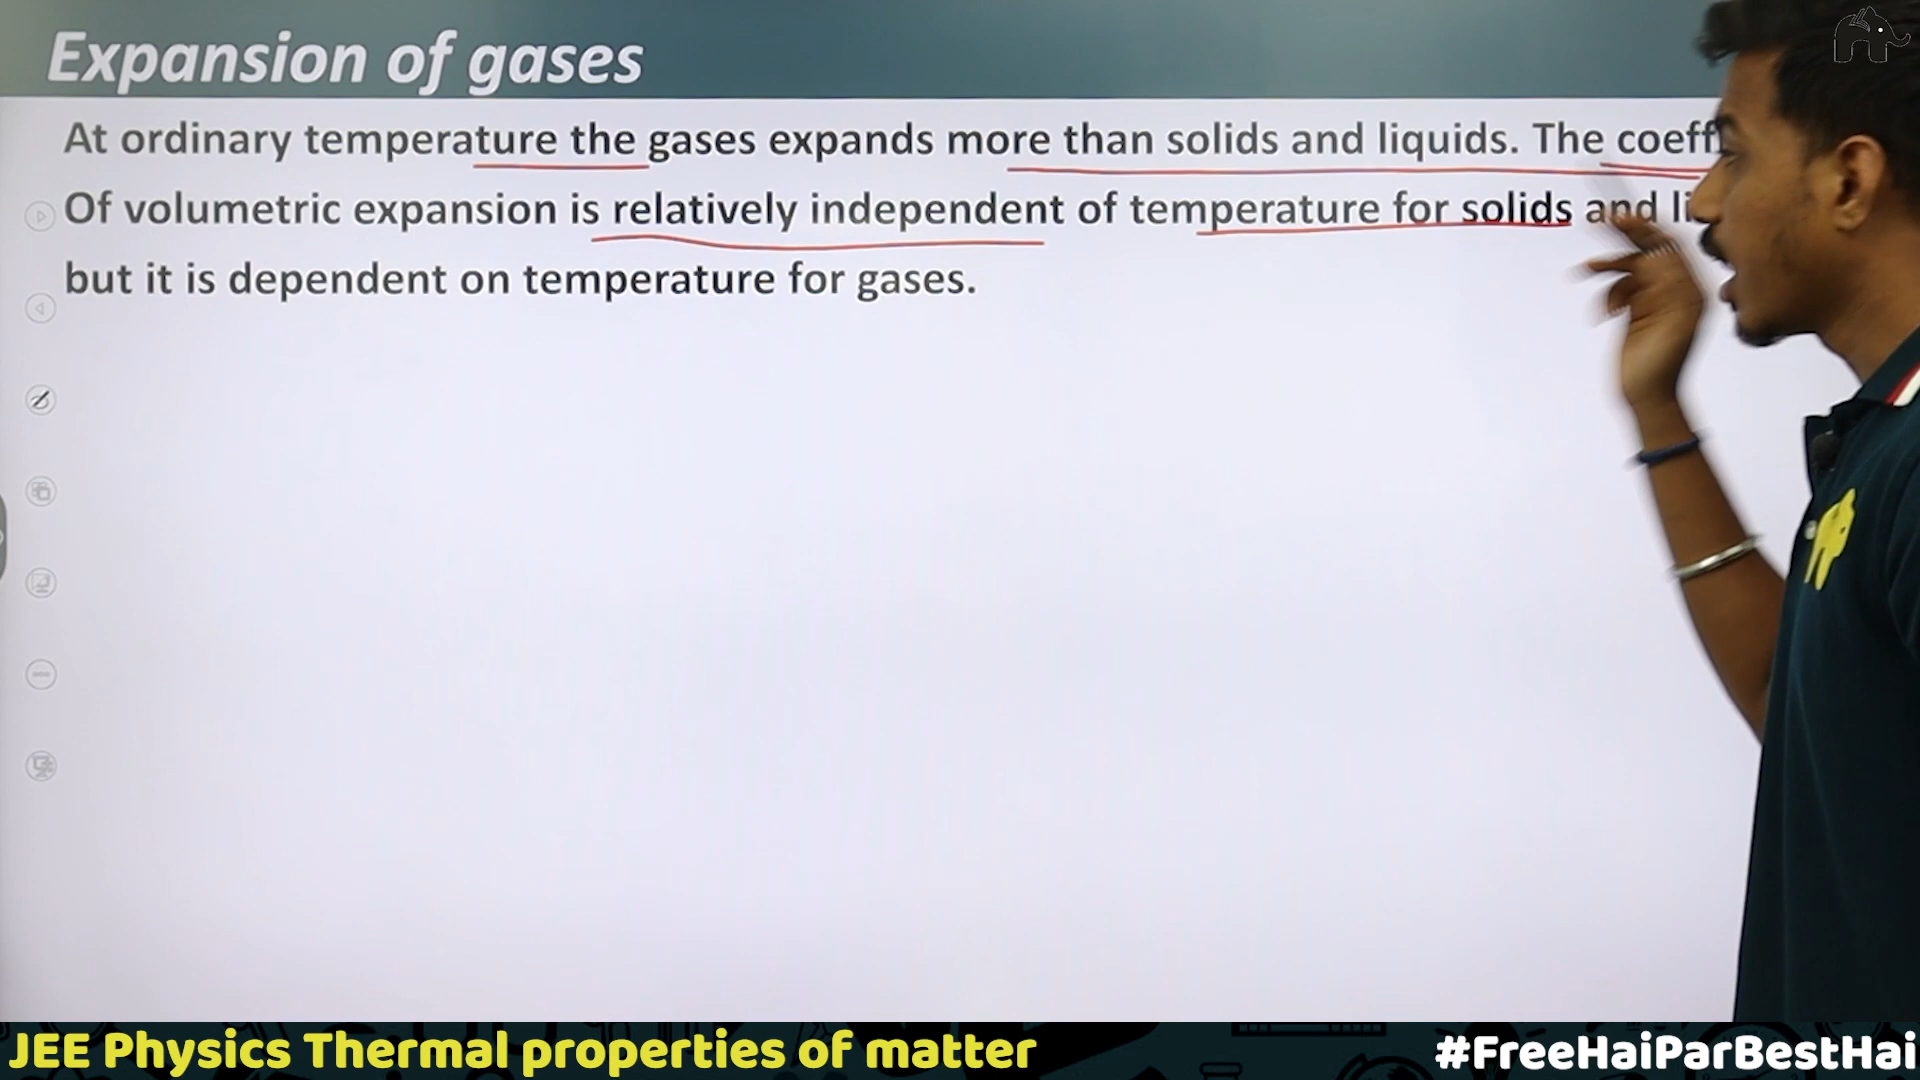 Expansion of gases
At ordinary temperature the gases expands more than solids and liquids. The
Of volumetric expansion is relatively independent of temperature for solids and
but it is dependent on temperature for gases.
JEE Physics Thermal properties of matter
#FreeHaiParBestHai